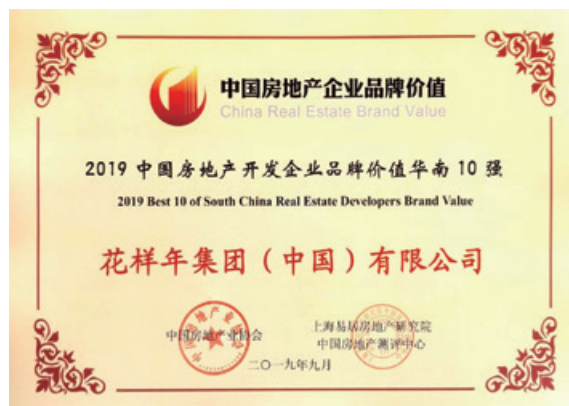 中国房地产企业品牌价值
China Real Estate Brand Value
2019 中国房地产开发企业品牌价值华南 10 强
2019 Best 10 of South China Real Estate Developers Brand Value
花样年集团（中国）有限公司
中国房地产业协会
上海易居房地产研究院
中国房地产测评中心
二〇一九年九月